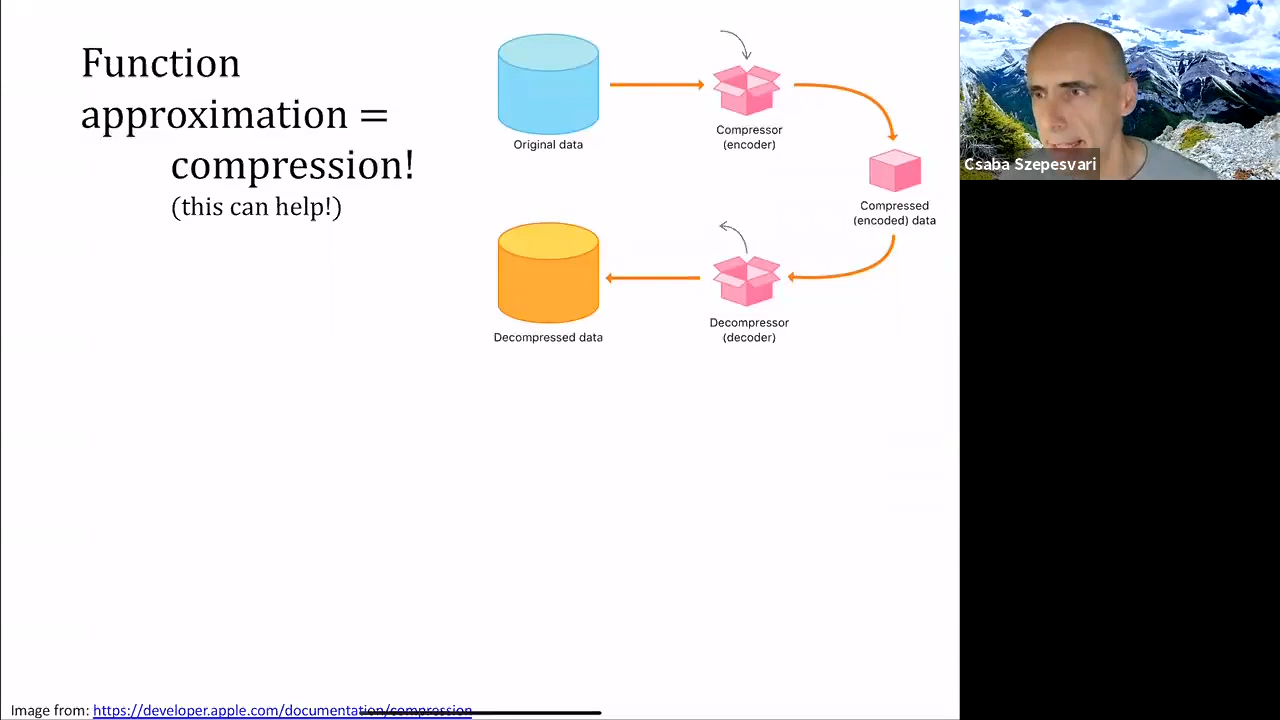 Function
approximation =
compression!
(this can help!)
Original data
Compressor
(encoder)
Compressed
(encoded) data
Decompressor
(decoder)
Decompressed data
Image from: https://developer.apple.com/documentation/compression
Csaba Szepesvari